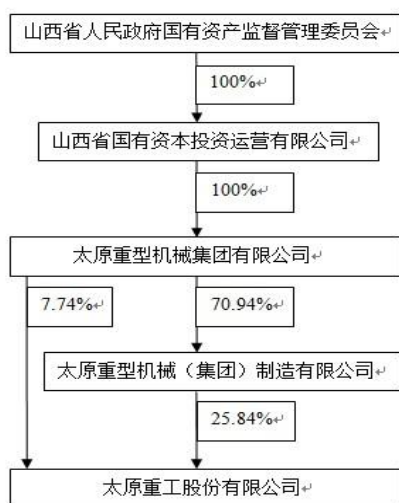 山西省人民政府国有资产监督管理委员会
100%
山西省国有资本投资运营有限公司
100%
太原重型机械集团有限公司
7.74%
70.94%
太原重型机械（集团）制造有限公司
25.84%
太原重工股份有限公司